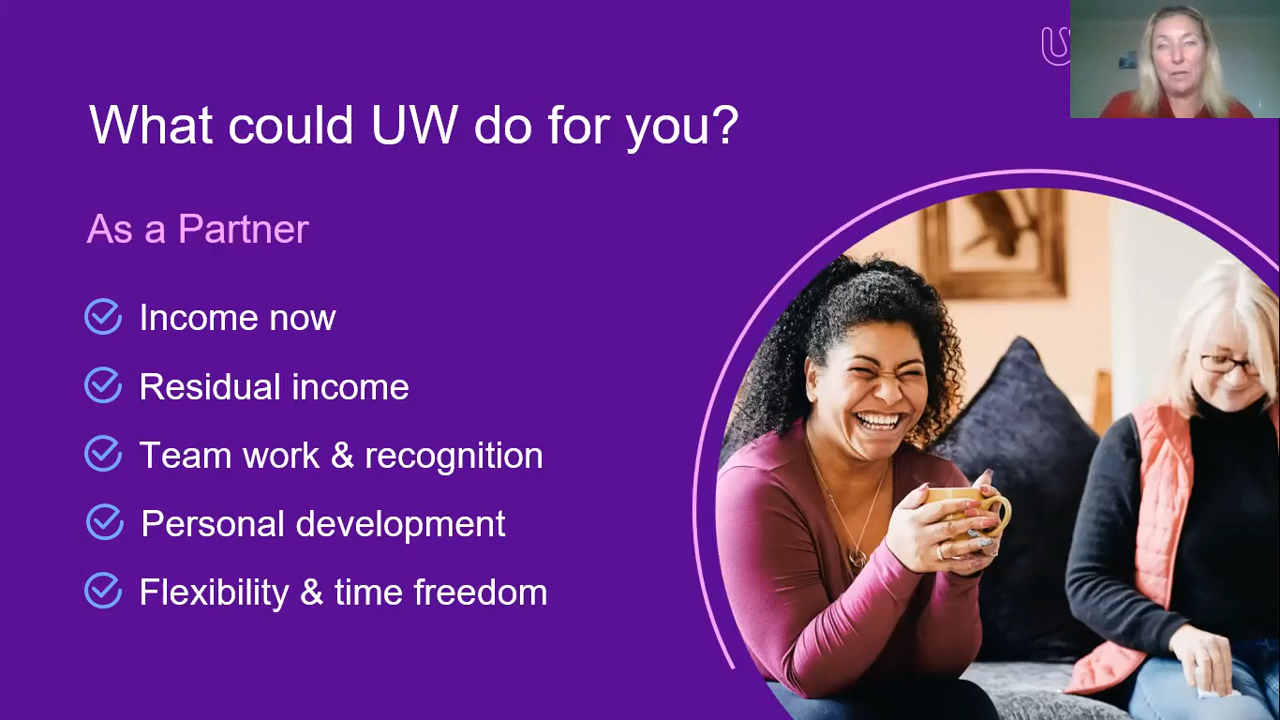 What could UW do for you?
As a Partner
Income now
Residual income
Team work & recognition
Personal development
Flexibility & time freedom